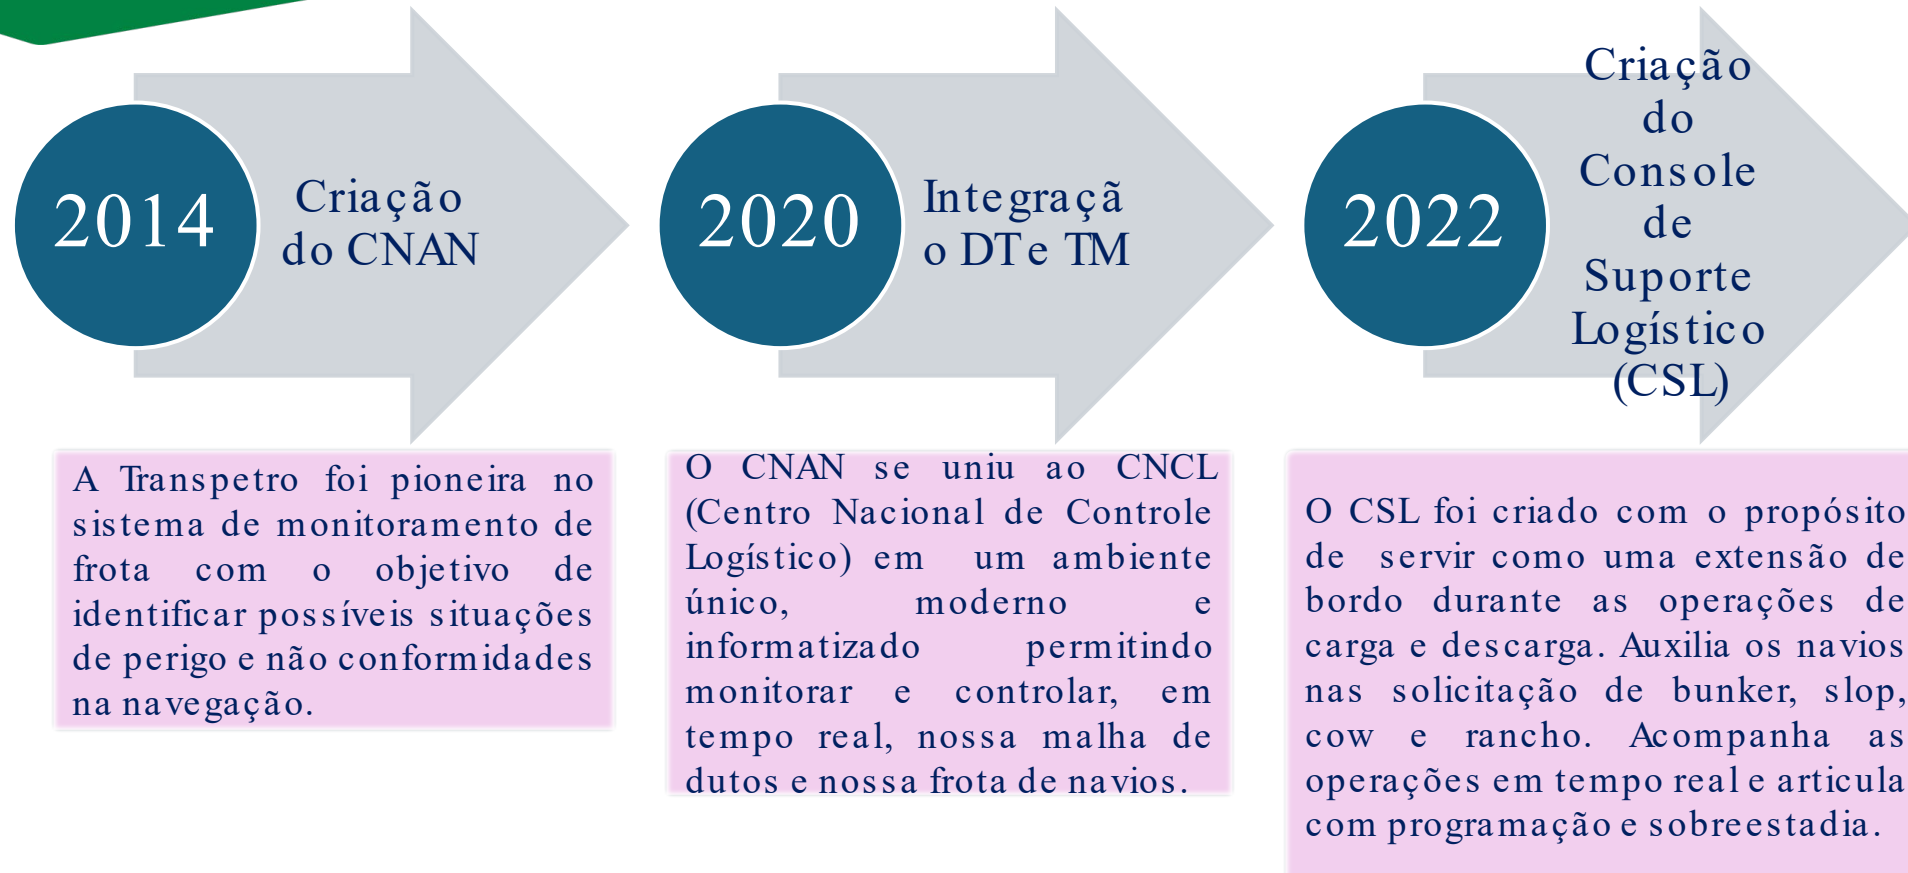 2014
Criação
do CNAN
2020
Integraçã
o DT e TM
2022
Criação
do
Console
de
Suporte
Logístico
(CSL)
A Transpetro foi pioneira no
sistema de monitoramento de
frota com o objetivo de
identificar possíveis situações
de perigo e não conformidades
na navegação.
O CNAN se uniu ao CNCL
(Centro Nacional de Controle
Logístico) em um ambiente
único, moderno e
informatizado permitindo
monitorar e controlar, em
tempo real, nossa malha de
dutos e nossa frota de navios.
O CSL foi criado com o propósito
de servir como uma extensão de
bordo durante as operações de
carga e descarga. Auxilia os navios
nas solicitação de bunker, slop,
cow e rancho. Acompanha as
operações em tempo real e articula
com programação e sobreestadia.